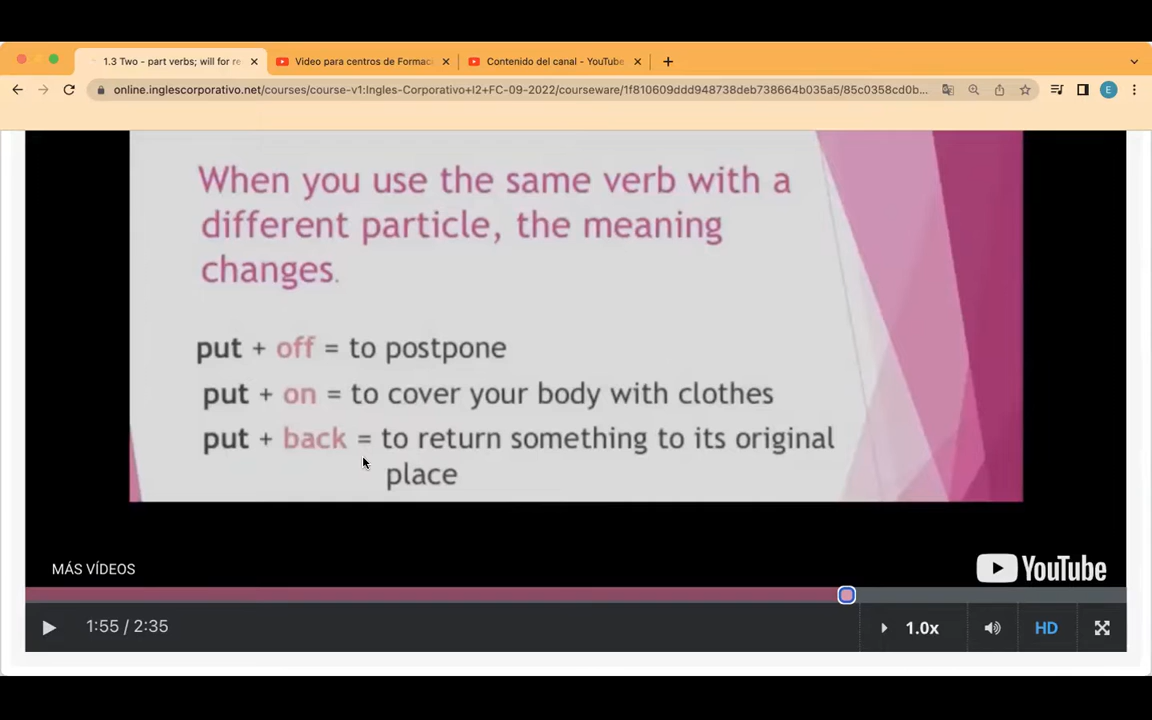 1.3 Two - part verbs; will for re
Video para centros de Formac
Contenido del canal - YouTube
online.inglescorporativo.net/courses/course-v1:Ingles-Corporativo+I2+FC-09-2022/courseware/1f810609ddd948738deb738664b035a5/85c0358cd0b...
E
When you use the same verb with a
different particle, the meaning
changes.
put + off = to postpone
put + on = to cover your body with clothes
put + back = to return something to its original
place
MÁS VÍDEOS
YouTube
1:55 / 2:35
1.0x
HD